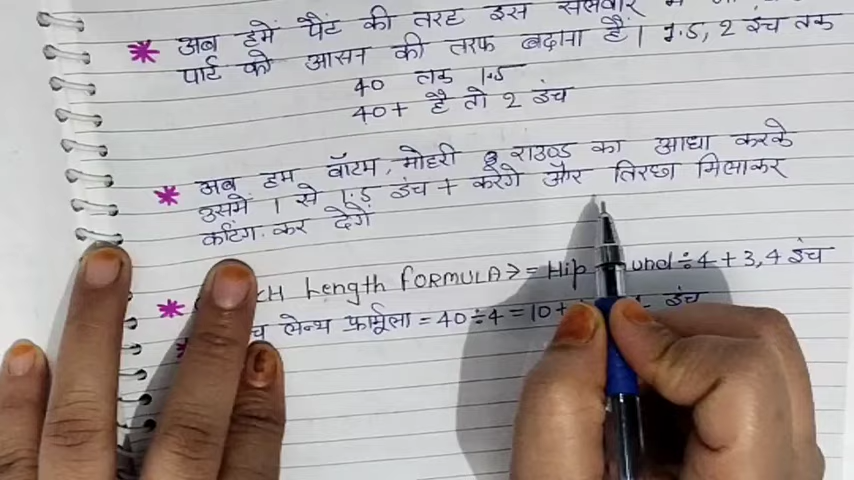 अब हमें पैंट की तरह इस सलवार में
पार्ट को आसन की तरफ बढ़ाना है। 1.5, 2 इंच तक
40 तक 1.5
40+ है तो 2 इंच
अब हम बॉटम, मोहरी राउण्ड का आधा करके
उसमें 1 से 1.5 इंच + करेंगे और तिरछा मिलाकर
कटिंग कर देंगे
Length FORMULA > = Hip ÷ 4 + 3,4 इंच
लेन्थ फ़ार्मूला = 40 ÷ 4 = 10 + इंच